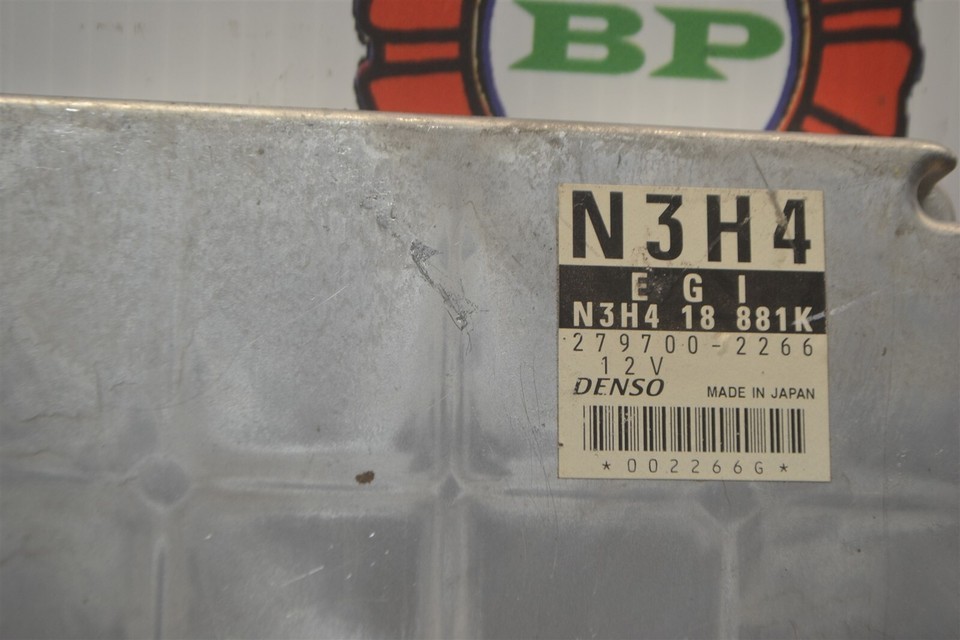 BP
N3H4
EGI
N3H4 18 881K
279700-2266
12V
DENSO MADE IN JAPAN
*002266G*